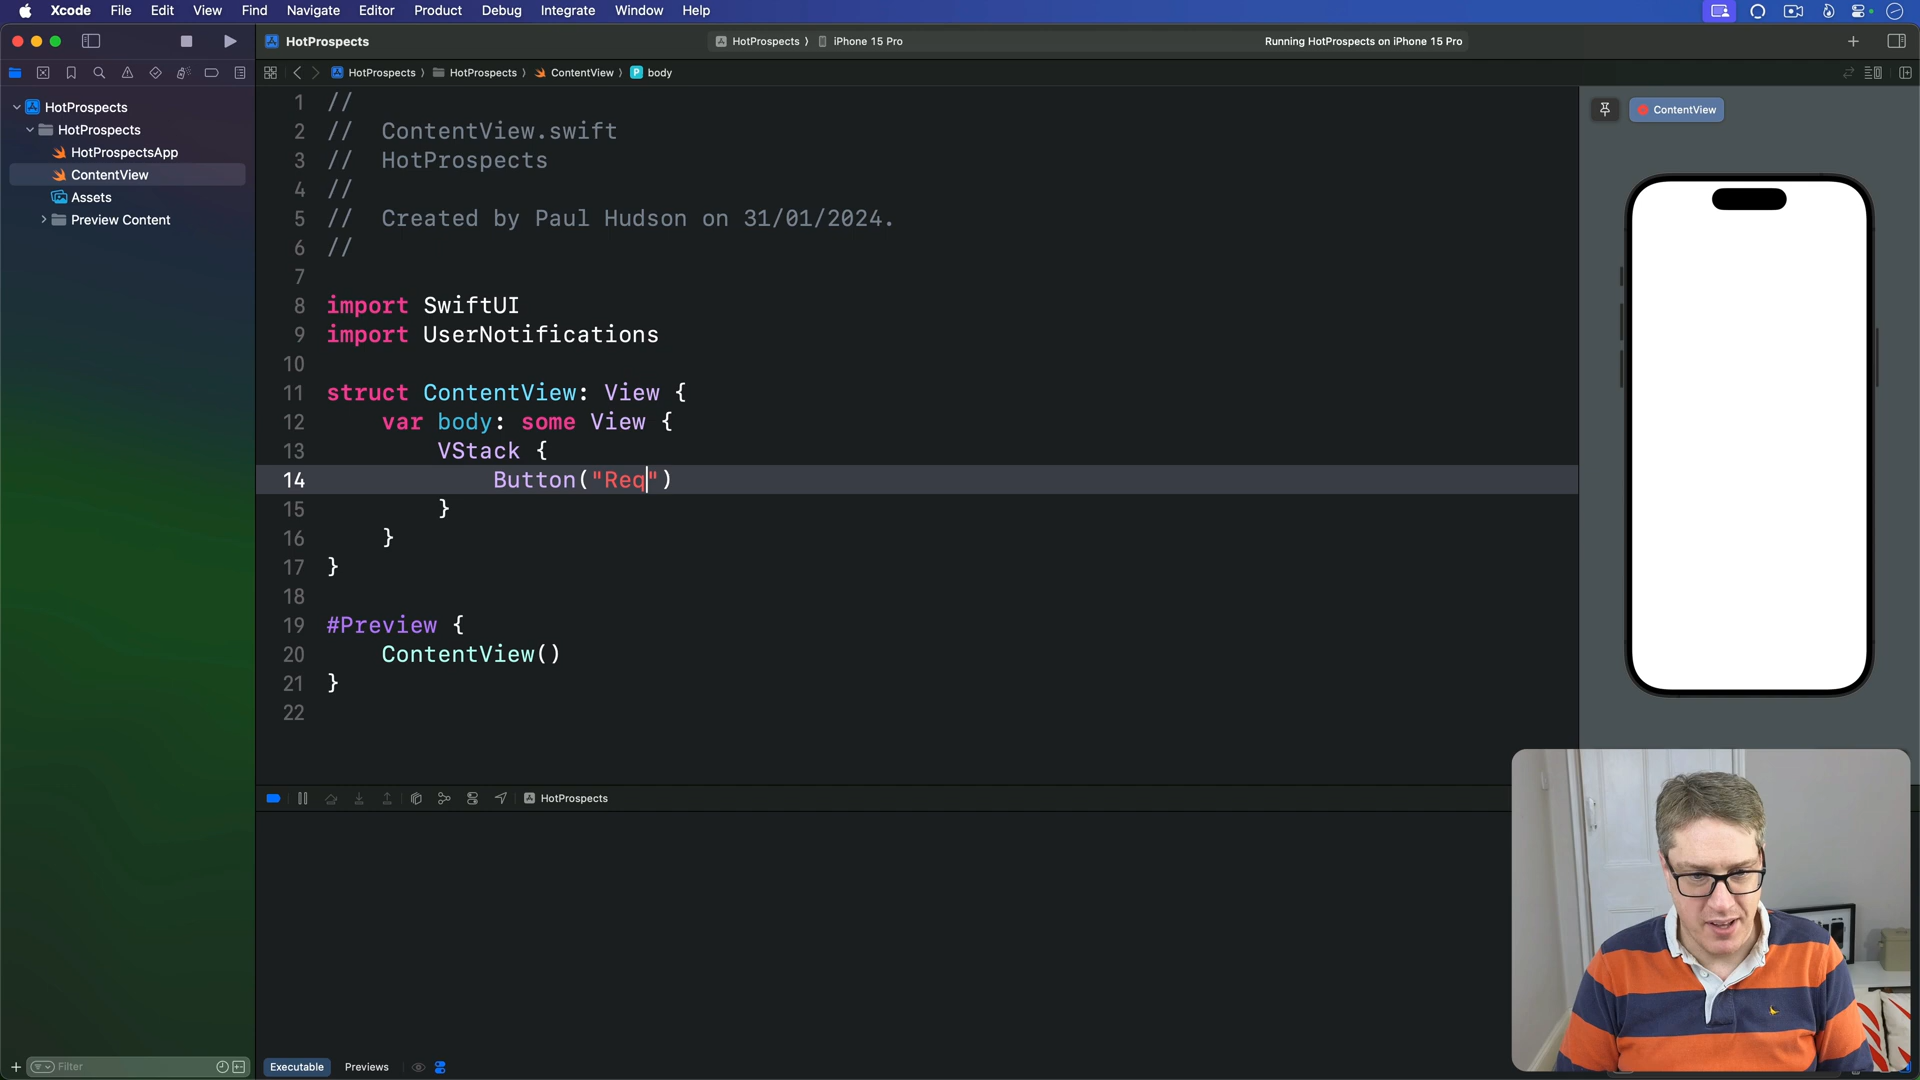 Xcode File Edit View Find Navigate Editor Product Debug Integrate Window Help
HotProspects
HotProspects 〉 iPhone 15 Pro
Running HotProspects on iPhone 15 Pro
HotProspects 〉 HotProspects 〉 ContentView 〉 P body
HotProspects
HotProspects
HotProspectsApp
ContentView
Assets
Preview Content
1 //
2 //  ContentView.swift
3 //  HotProspects
4 //
5 //  Created by Paul Hudson on 31/01/2024.
6 //
7
8 import SwiftUI
9 import UserNotifications
10
11 struct ContentView: View {
12     var body: some View {
13         VStack {
14             Button("Req")
15         }
16     }
17 }
18
19 #Preview {
20     ContentView()
21 }
22
ContentView
HotProspects
Filter
Executable Previews